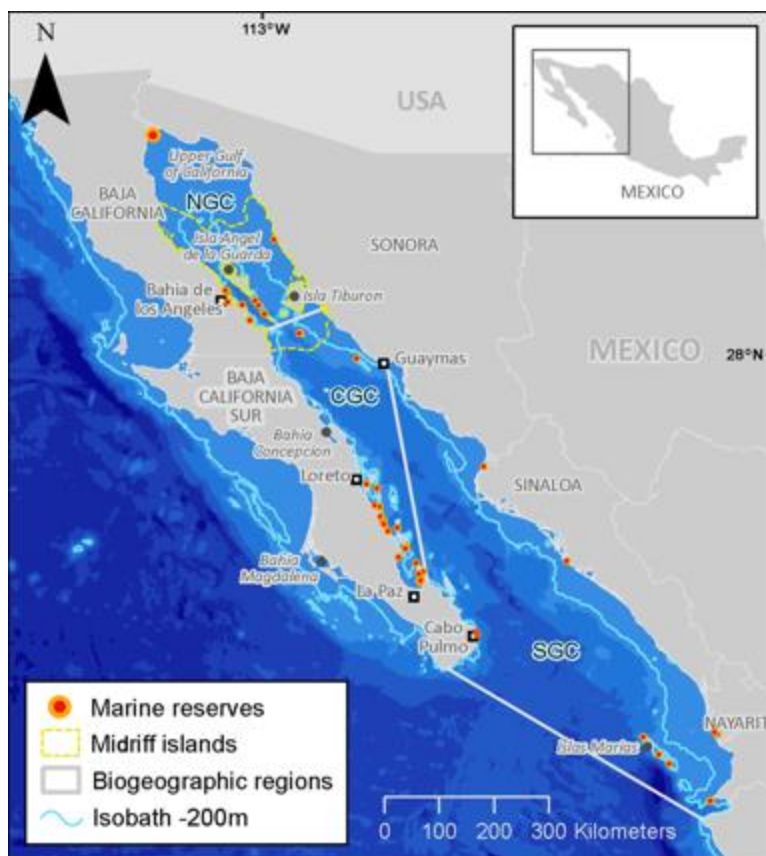 N
113°W
USA
MEXICO
Upper Gulf
of California
NGC
BAJA
CALIFORNIA
Isla Angel
de la Guarda
SONORA
Isla Tiburon
Bahia de
los Angeles
MEXICO
28°N
Guaymas
BAJA
CALIFORNIA
SUR
CGC
Bahia
Concepcion
Loreto
SINALOA
Bahia
Magdalena
La Paz
Cabo
Pulmo
SGC
NAYARIT
Islas Marias
Marine reserves
Midriff islands
Biogeographic regions
Isobath -200m
0 100 200 300 Kilometers